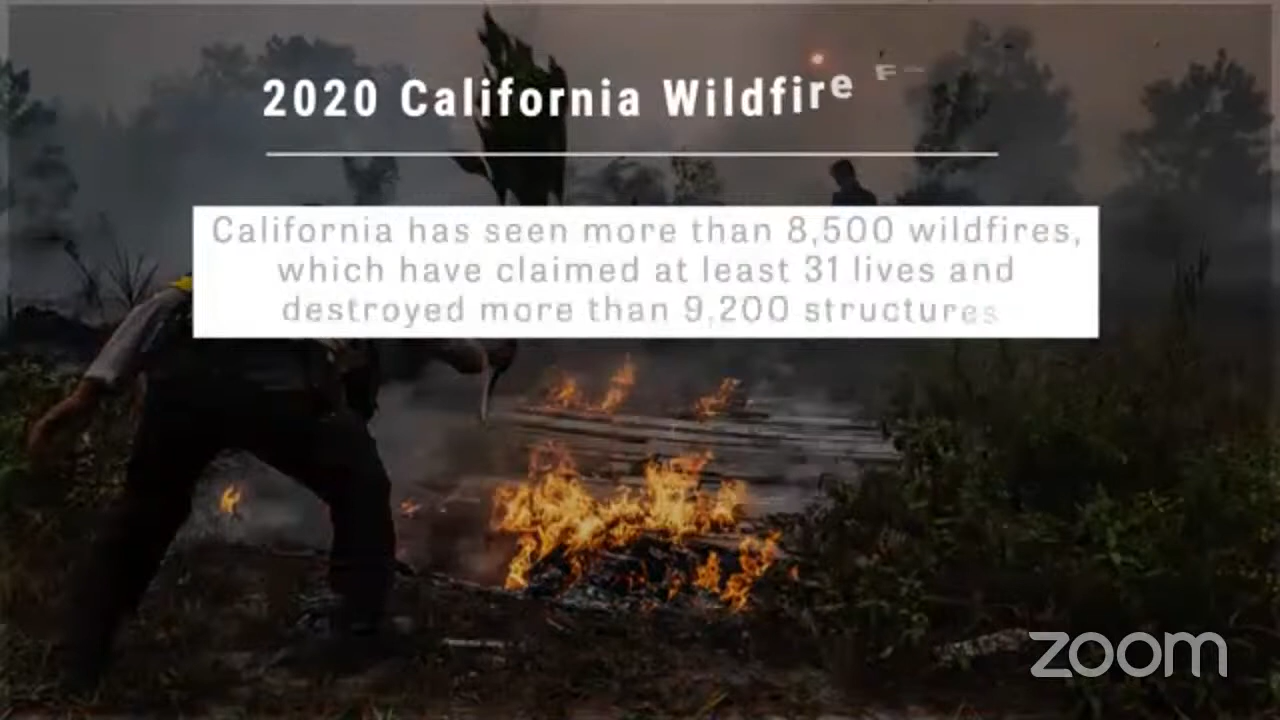 2020 California Wildfire
California has seen more than 8,500 wildfires,
which have claimed at least 31 lives and
destroyed more than 9,200 structures
zoom